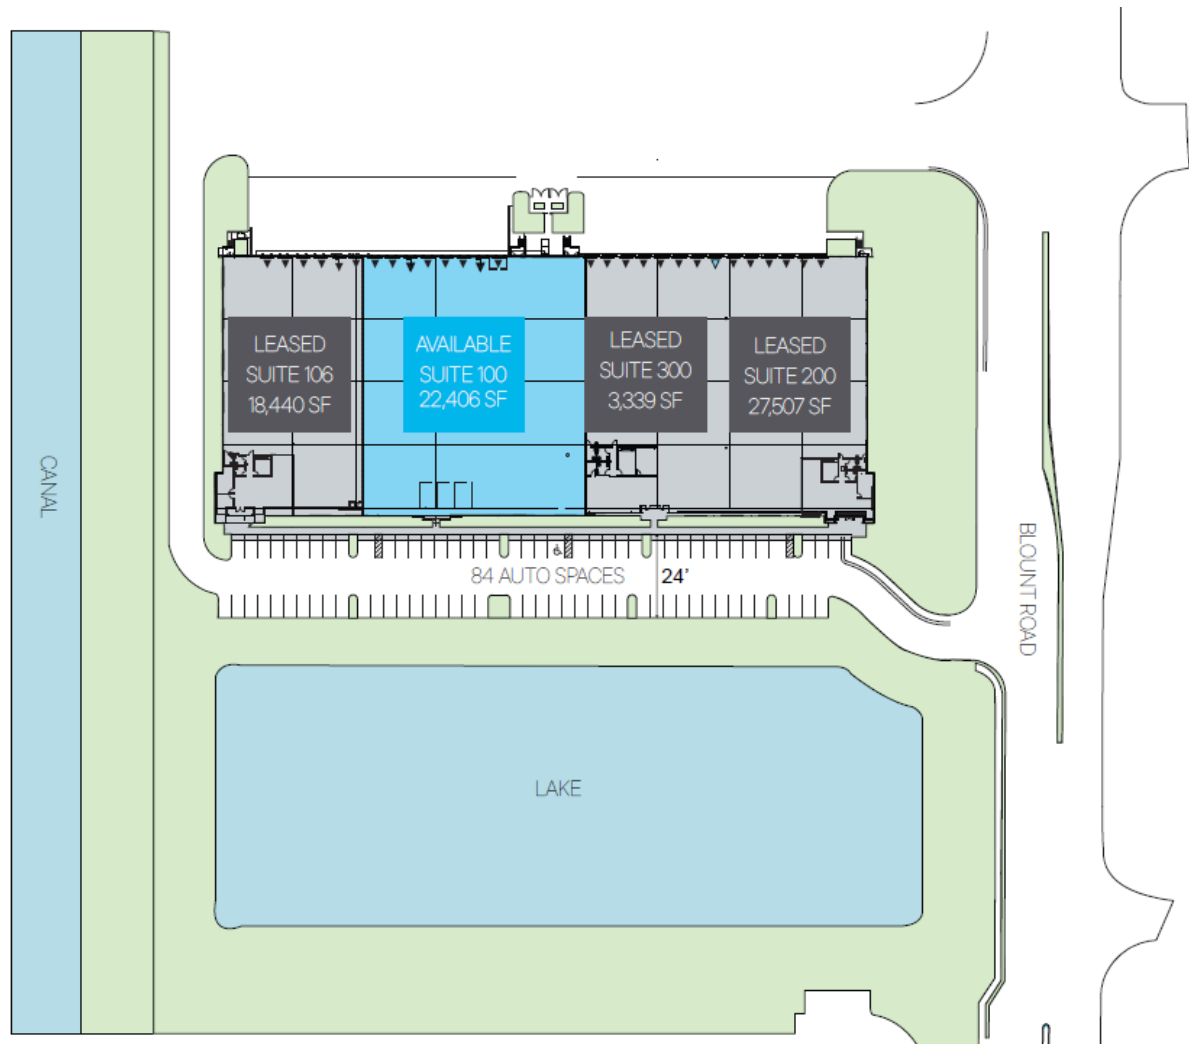 LEASED
SUITE 106
18,440 SF
AVAILABLE
SUITE 100
22,406 SF
LEASED
SUITE 300
3,339 SF
LEASED
SUITE 200
27,507 SF
CANAL
84 AUTO SPACES
24'
BLOUNT ROAD
LAKE